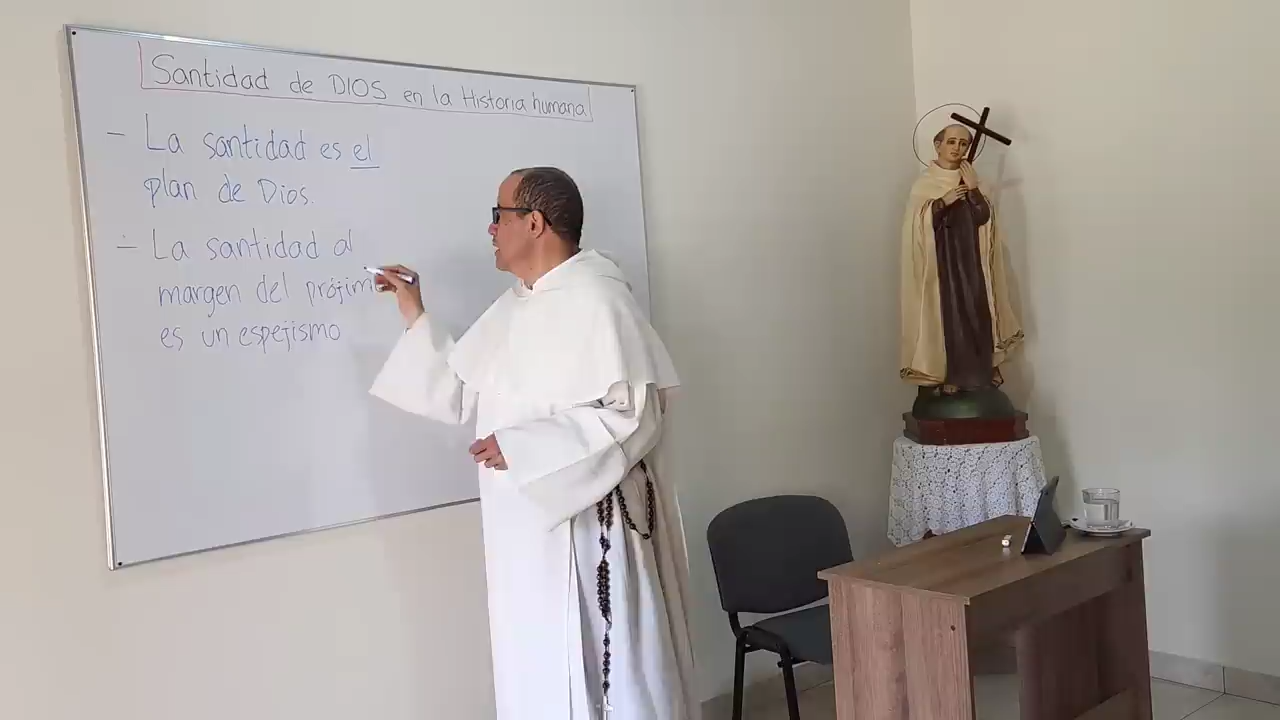 Santidad de DIOS en la Historia humana
- La santidad es el
plan de Dios.
- La santidad al
margen del prójim
es un espejismo